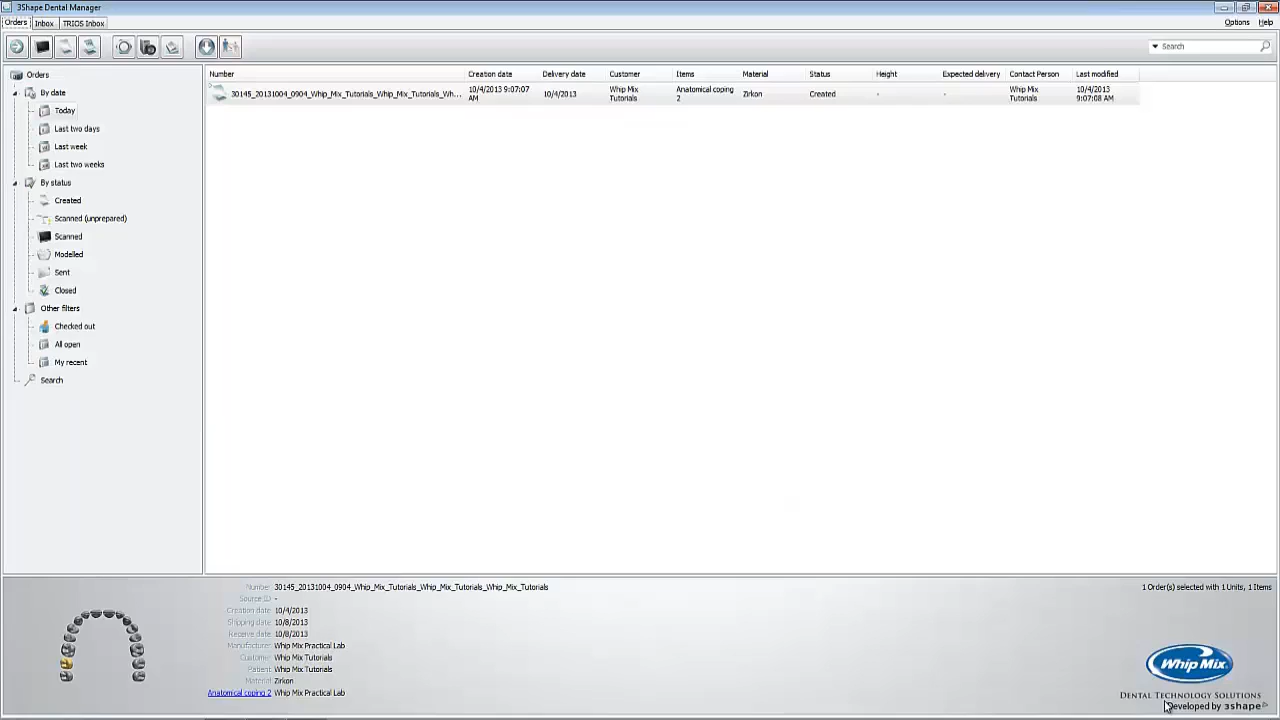 3Shape Dental Manager
Orders Inbox TRIOS Inbox Options Help
Search
Orders
By date
Today
Last two days
Last week
Last two weeks
By status
Created
Scanned (unprepared)
Scanned
Modelled
Sent
Closed
Other filters
Checked out
All open
My recent
Search
Number Creation date Delivery date Customer Items Material Status Height Expected delivery Contact Person Last modified
30145_20131004_0904_Whip_Mix_Tutorials_Whip_Mix_Tutorials_Wh... 10/4/2013 9:07:07 AM 10/4/2013 Whip Mix Tutorials Anatomical coping 2 Zirkon Created - - Whip Mix Tutorials 10/4/2013 9:07:08 AM
Number: 30145_20131004_0904_Whip_Mix_Tutorials_Whip_Mix_Tutorials_Whip_Mix_Tutorials
Source ID: -
Creation date: 10/4/2013
Shipping date: 10/8/2013
Receive date: 10/8/2013
Manufacturer: Whip Mix Practical Lab
Customer: Whip Mix Tutorials
Patient: Whip Mix Tutorials
Material: Zirkon
Anatomical coping 2 Whip Mix Practical Lab
1 Order(s) selected with 1 Units, 1 Items
Whip Mix
DENTAL TECHNOLOGY SOLUTIONS
Developed by 3shape